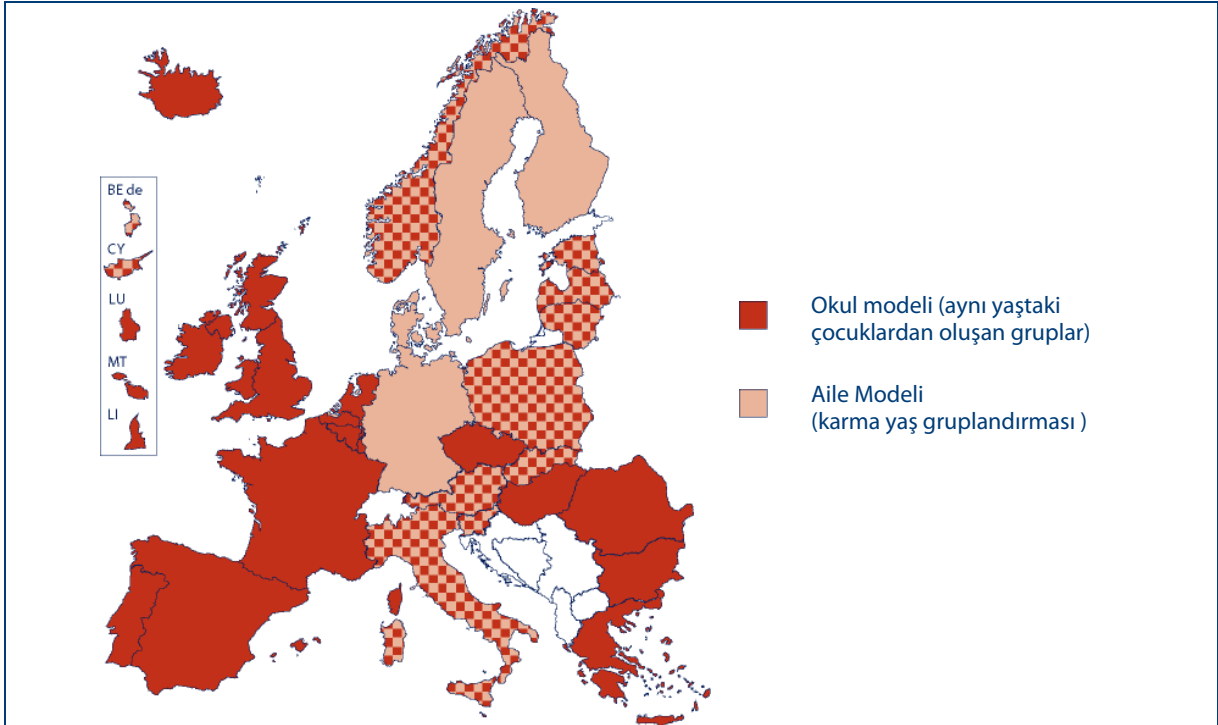 BE de
CY
LU
MT
LI
Okul modeli (aynı yaştaki
çocuklardan oluşan gruplar)
Aile Modeli
(karma yaş gruplandırması )